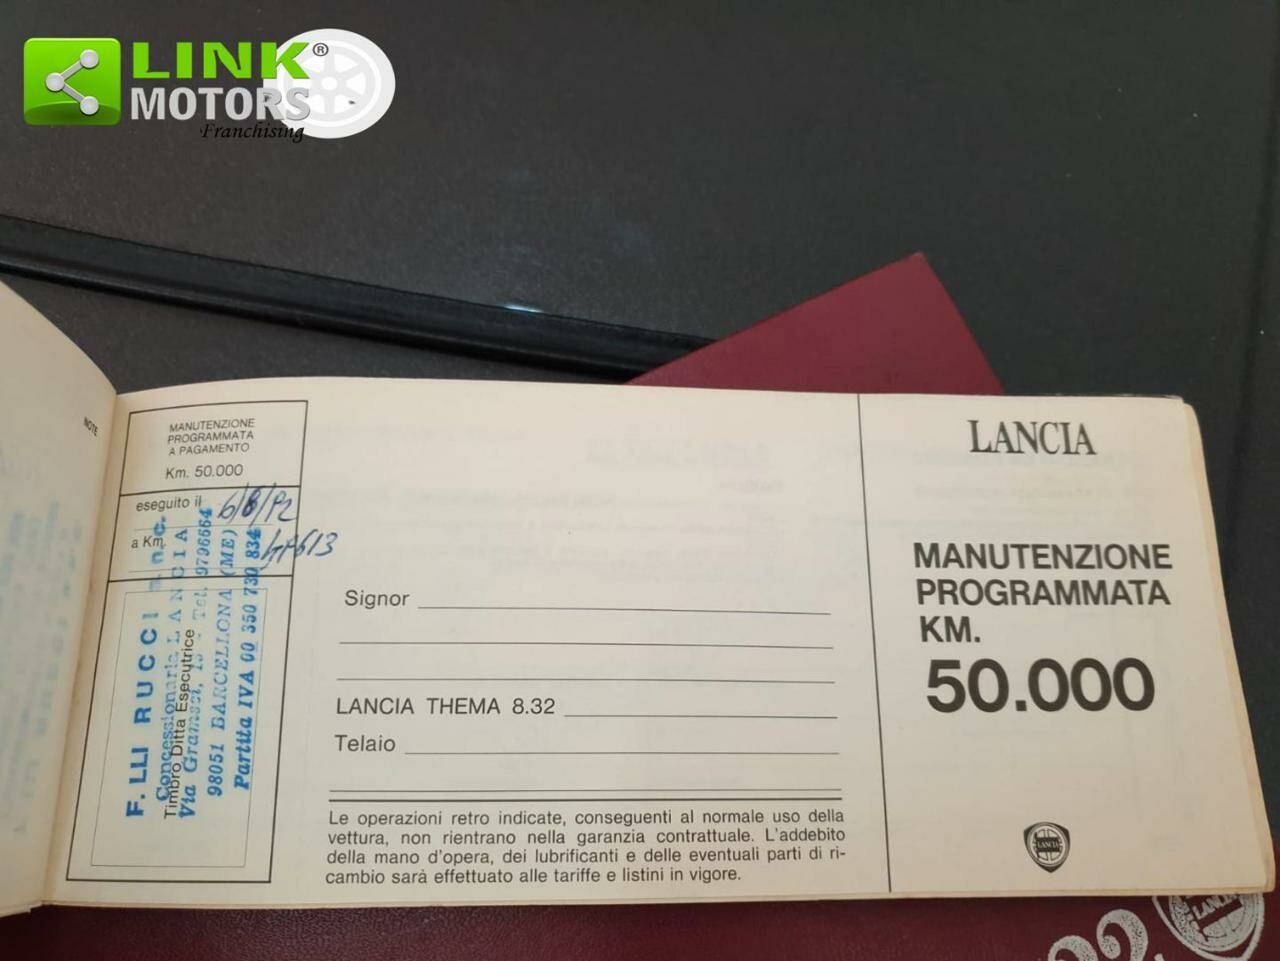 LINK®
MOTORS
Franchising
NOTE
MANUTENZIONE
PROGRAMMATA
A PAGAMENTO
Km. 50.000
eseguito il 6/8/92
a Km.
Timbro Ditta Esecutrice
F.LLI RUCCI s.n.c.
Concessionaria LANCIA
Via Gramsci, 15 - Tel. 9796664
98051 BARCELLONA (ME)
Partita IVA 00 350 730 834
Signor
LANCIA THEMA 8.32
Telaio
Le operazioni retro indicate, conseguenti al normale uso della
vettura, non rientrano nella garanzia contrattuale. L'addebito
della mano d'opera, dei lubrificanti e delle eventuali parti di ri-
cambio sarà effettuato alle tariffe e listini in vigore.
LANCIA
MANUTENZIONE
PROGRAMMATA
KM.
50.000
LANCIA
LANCIA